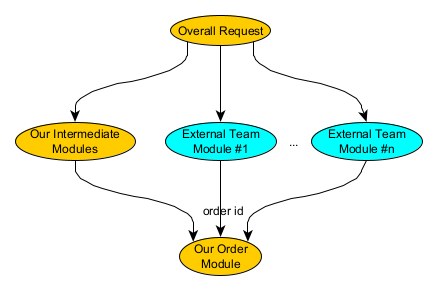 Overall Request
Our Intermediate
Modules
External Team
Module #1
...
External Team
Module #n
order id
Our Order
Module